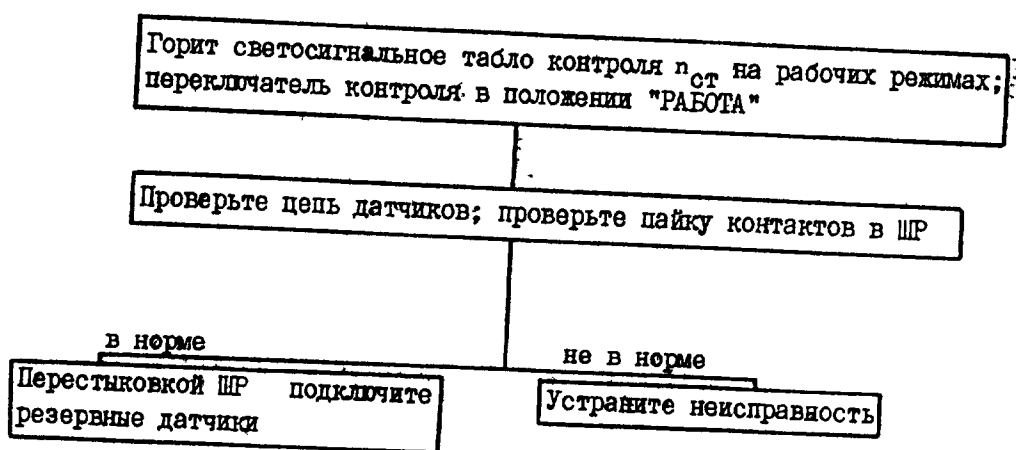 Горит светосигнальное табло контроля nст на рабочих режимах;
переключатель контроля в положении "РАБОТА"
Проверьте цепь датчиков; проверьте пайку контактов в ШР
в норме
не в норме
Перестыковкой ШР подключите
резервные датчики
Устраните неисправность